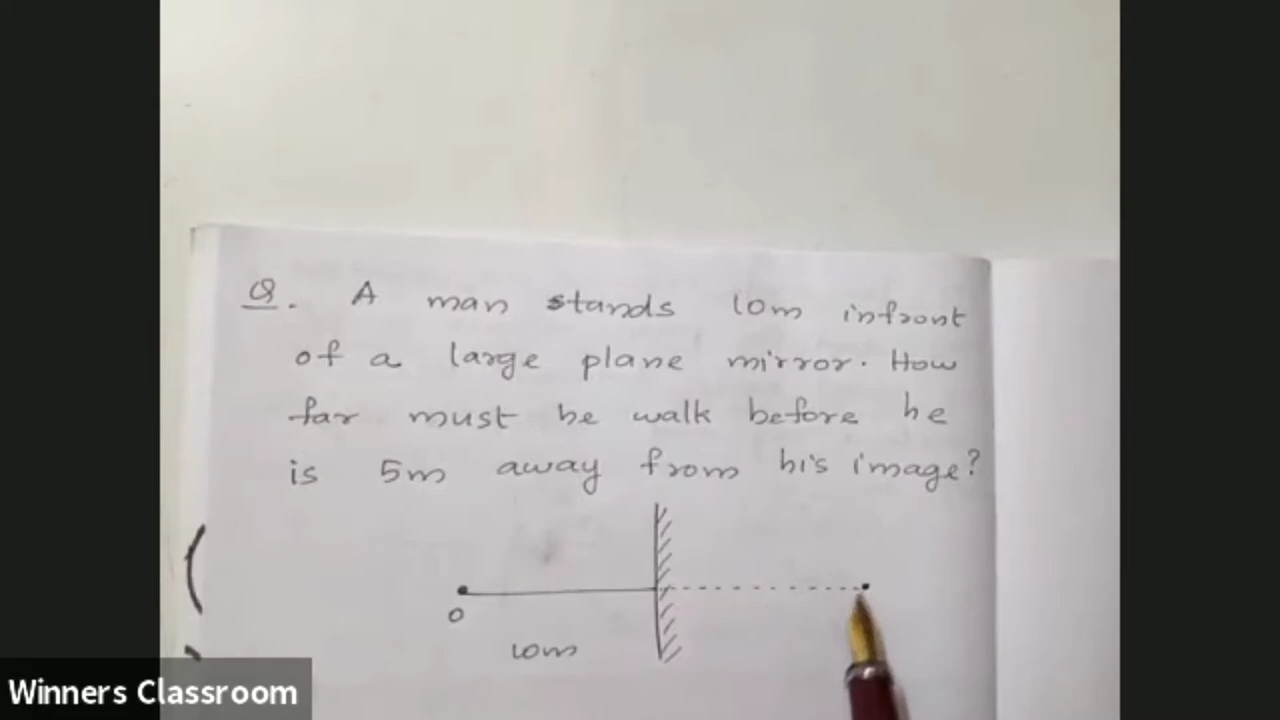 Q. A man stands 10m infront
of a large plane mirror. How
far must he walk before he
is 5m away from his image?
O
10m
Winners Classroom